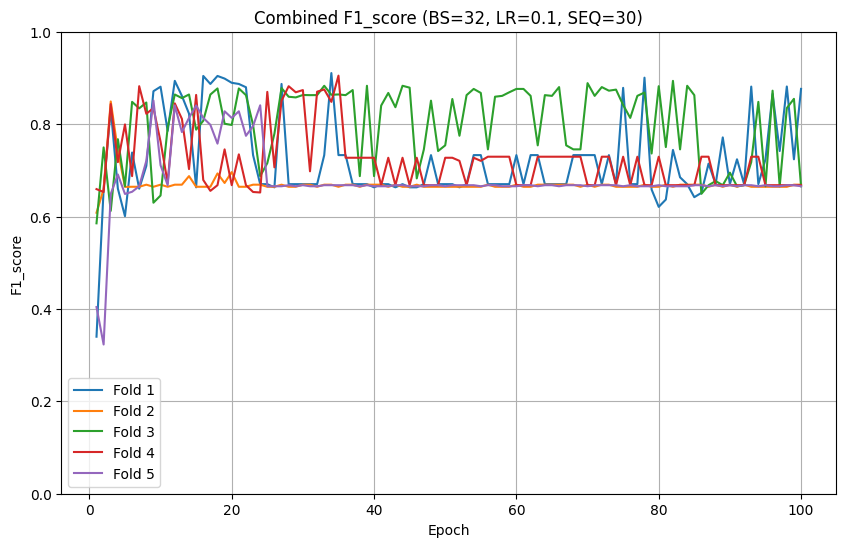 Combined F1_score (BS=32, LR=0.1, SEQ=30)
F1_score
1.0
0.8
0.6
0.4
0.2
0.0
Fold 1
Fold 2
Fold 3
Fold 4
Fold 5
0 20 40 60 80 100
Epoch